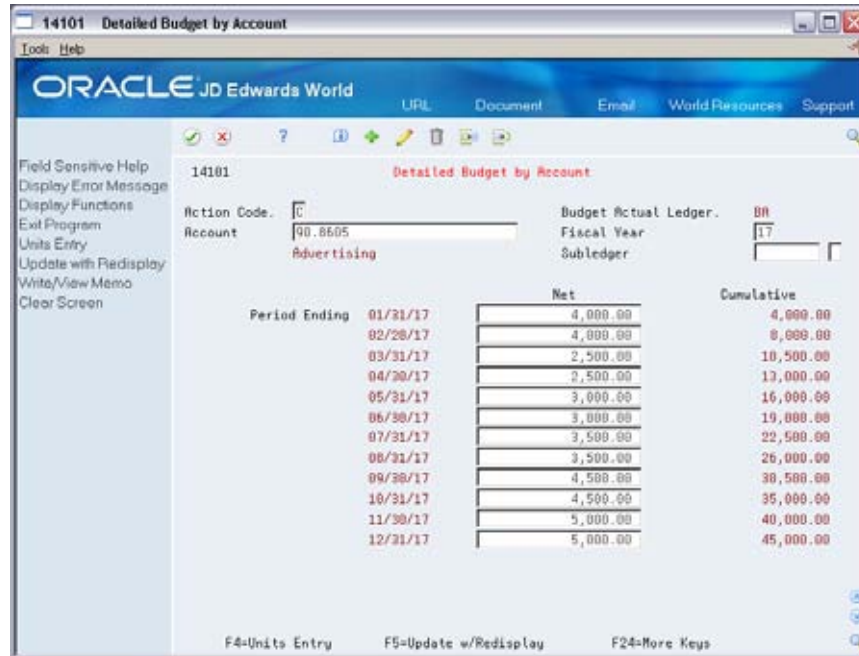 14101 Detailed Budget by Account
Tools Help
ORACLE JD Edwards World
URL Document Email World Resources Support
Field Sensitive Help
Display Error Message
Display Functions
Exit Program
Units Entry
Update with Redisplay
Write/View Memo
Clear Screen
14101 Detailed Budget by Account
Action Code. C Budget Actual Ledger. BA
Account 90.8605 Fiscal Year 17
Advertising Subledger
Net Cumulative
Period Ending 01/31/17 4,000.00 4,000.00
02/28/17 4,000.00 8,000.00
03/31/17 2,500.00 10,500.00
04/30/17 2,500.00 13,000.00
05/31/17 3,000.00 16,000.00
06/30/17 3,000.00 19,000.00
07/31/17 3,500.00 22,500.00
08/31/17 3,500.00 26,000.00
09/30/17 4,500.00 30,500.00
10/31/17 4,500.00 35,000.00
11/30/17 5,000.00 40,000.00
12/31/17 5,000.00 45,000.00
F4=Units Entry F5=Update w/Redisplay F24=More Keys